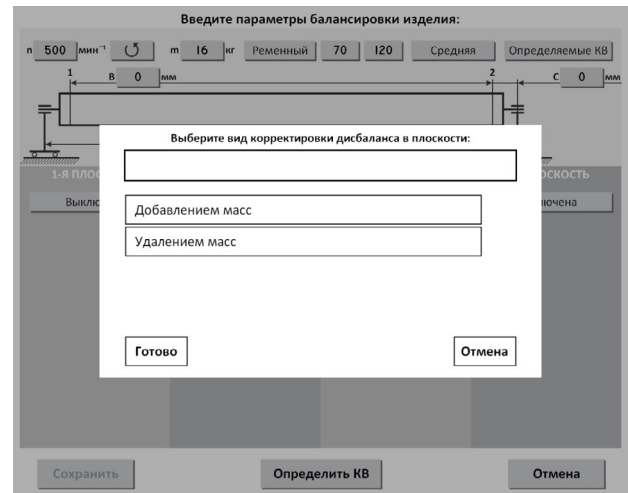 Введите параметры балансировки изделия:
n 500 мин⁻¹ m 16 кг Ременный 70 120 Средняя Определяемые КВ
1 B 0 мм 2 C 0 мм
Выберите вид корректировки дисбаланса в плоскости:
1-Я
Добавлением масс
Удалением масс
Готово Отмена
Сохранить Определить КВ Отмена